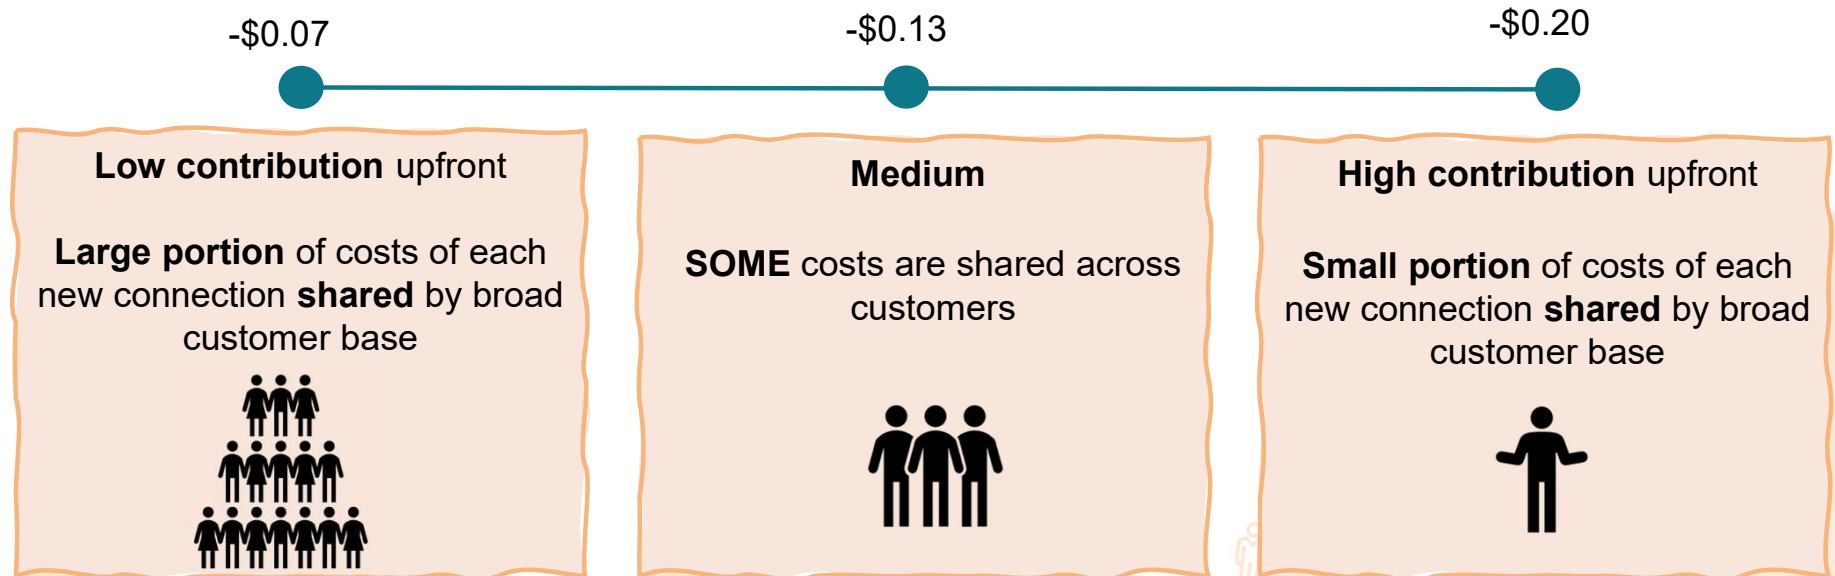 -$0.07
-$0.13
-$0.20
Low contribution upfront
Large portion of costs of each
new connection shared by broad
customer base
Medium
SOME costs are shared across
customers
High contribution upfront
Small portion of costs of each
new connection shared by broad
customer base